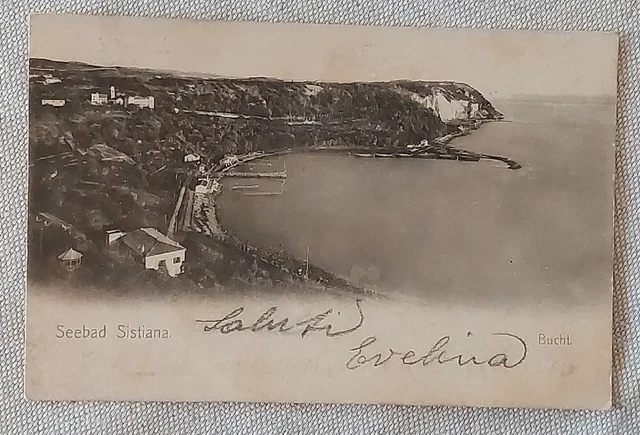 Seebad Sistiana.
Saluti
Evelina
Bucht.